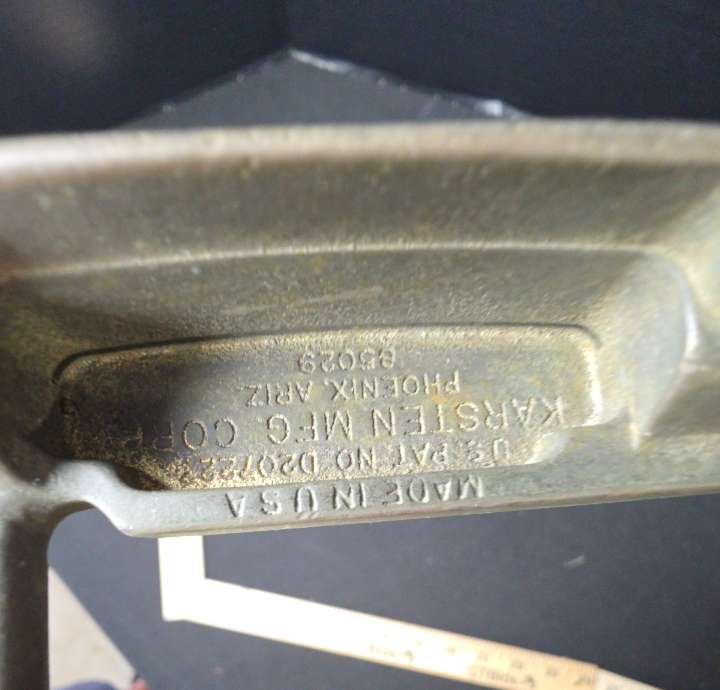 MADE IN U S A
U.S. PAT. NO.
KARSTEN MFG. CORP.
PHOENIX, ARIZ.
85029